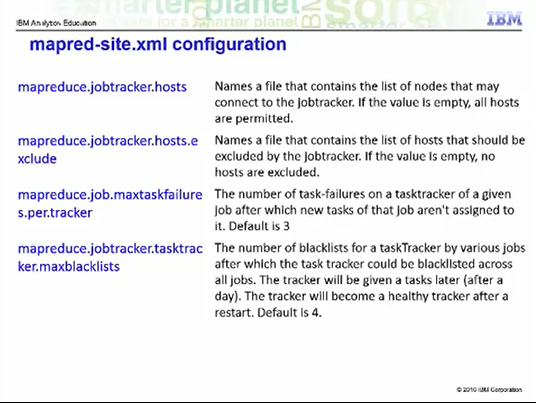 IBM Analytics Education
IBM
mapred-site.xml configuration
mapreduce.jobtracker.hosts
Names a file that contains the list of nodes that may
connect to the jobtracker. If the value is empty, all hosts
are permitted.
mapreduce.jobtracker.hosts.e
xclude
Names a file that contains the list of hosts that should be
excluded by the jobtracker. If the value is empty, no
hosts are excluded.
mapreduce.job.maxtaskfailure
s.per.tracker
The number of task-failures on a tasktracker of a given
job after which new tasks of that job aren't assigned to
it. Default is 3
mapreduce.jobtracker.tasktrac
ker.maxblacklists
The number of blacklists for a taskTracker by various jobs
after which the task tracker could be blacklisted across
all jobs. The tracker will be given a tasks later (after a
day). The tracker will become a healthy tracker after a
restart. Default is 4.
© 2016 IBM Corporation